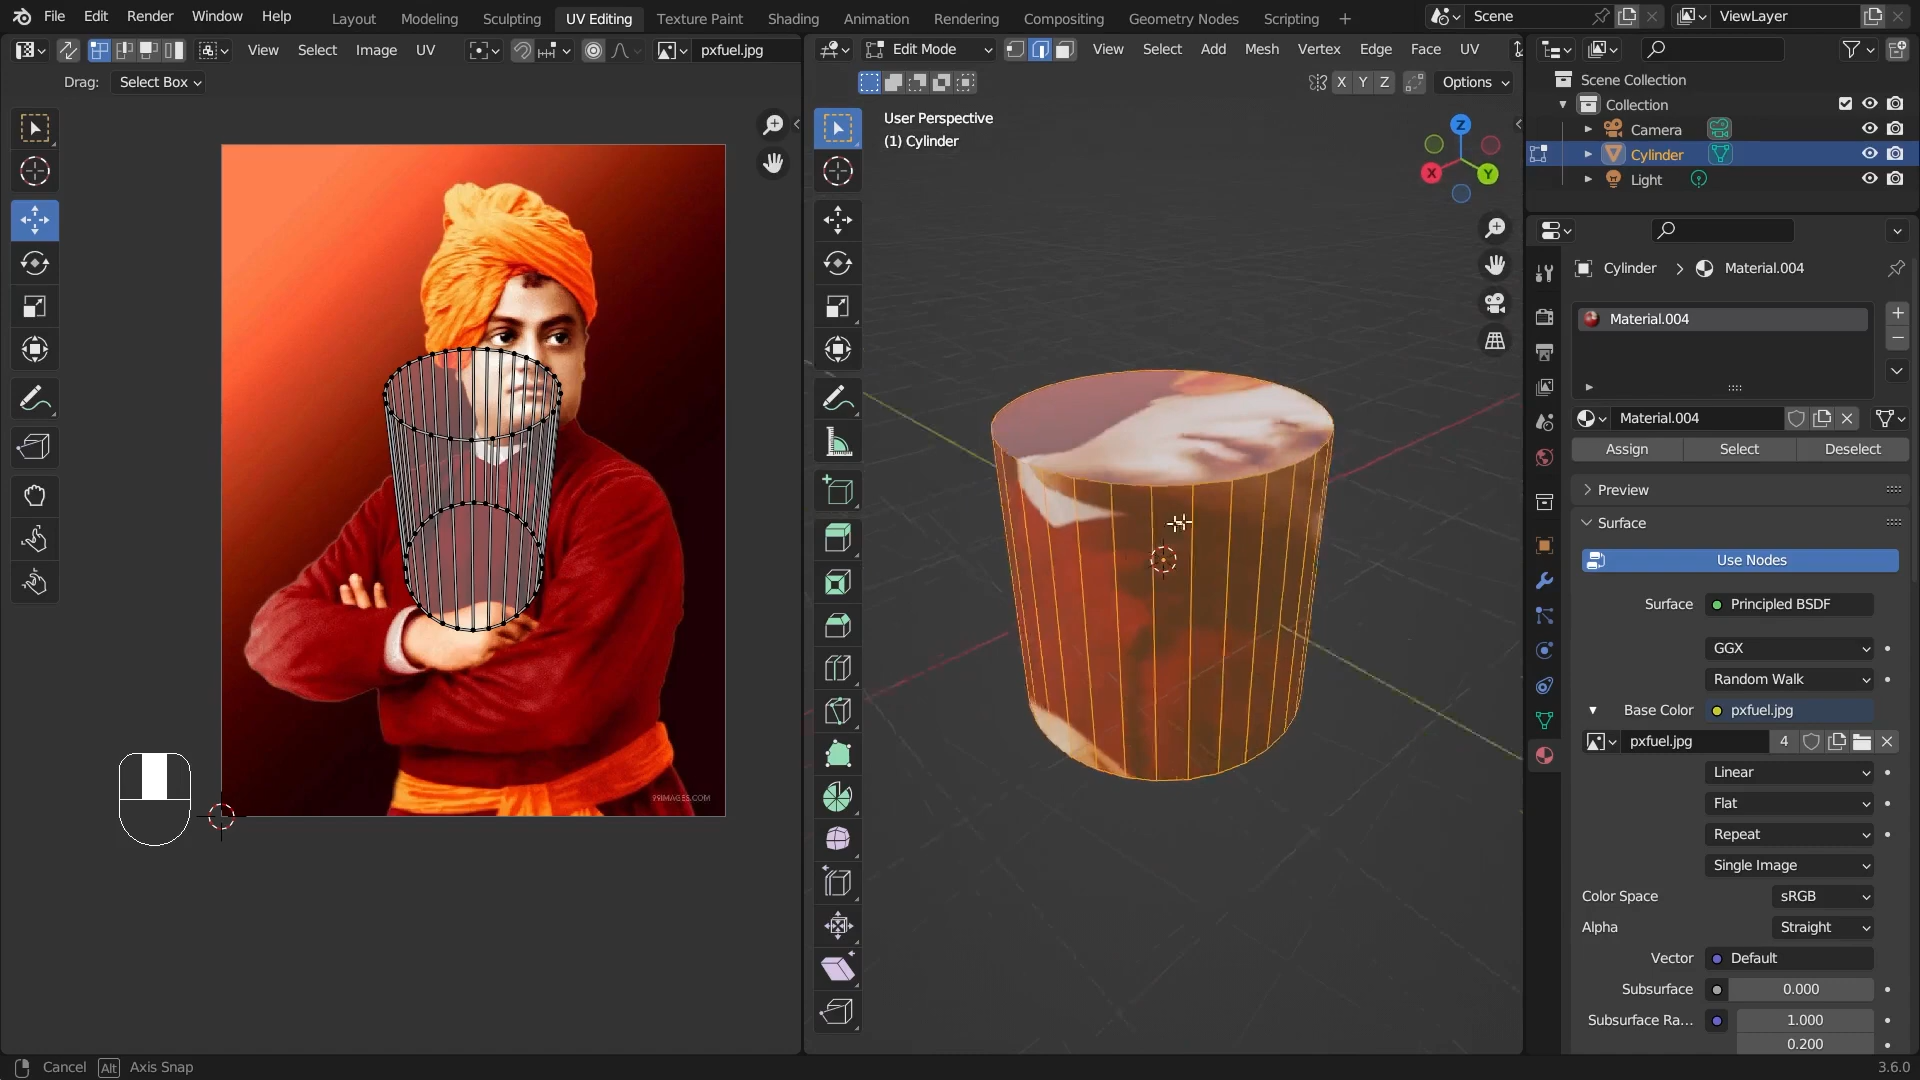 File Edit Render Window Help Layout Modeling Sculpting UV Editing Texture Paint Shading Animation Rendering Compositing Geometry Nodes Scripting + Scene ViewLayer
View Select Image UV pxfuel.jpg Edit Mode View Select Add Mesh Vertex Edge Face UV
Drag: Select Box X Y Z Options
Scene Collection
Collection
Camera
Cylinder
Light
User Perspective
(1) Cylinder
Z
X
Y
Cylinder > Material.004
Material.004
Material.004
Assign Select Deselect
Preview
Surface
Use Nodes
Surface Principled BSDF
GGX
Random Walk
Base Color pxfuel.jpg
pxfuel.jpg 4
Linear
Flat
Repeat
Single Image
Color Space sRGB
Alpha Straight
Vector Default
Subsurface 0.000
Subsurface Ra... 1.000
0.200
99IMAGES.COM
Cancel Alt Axis Snap 3.6.0